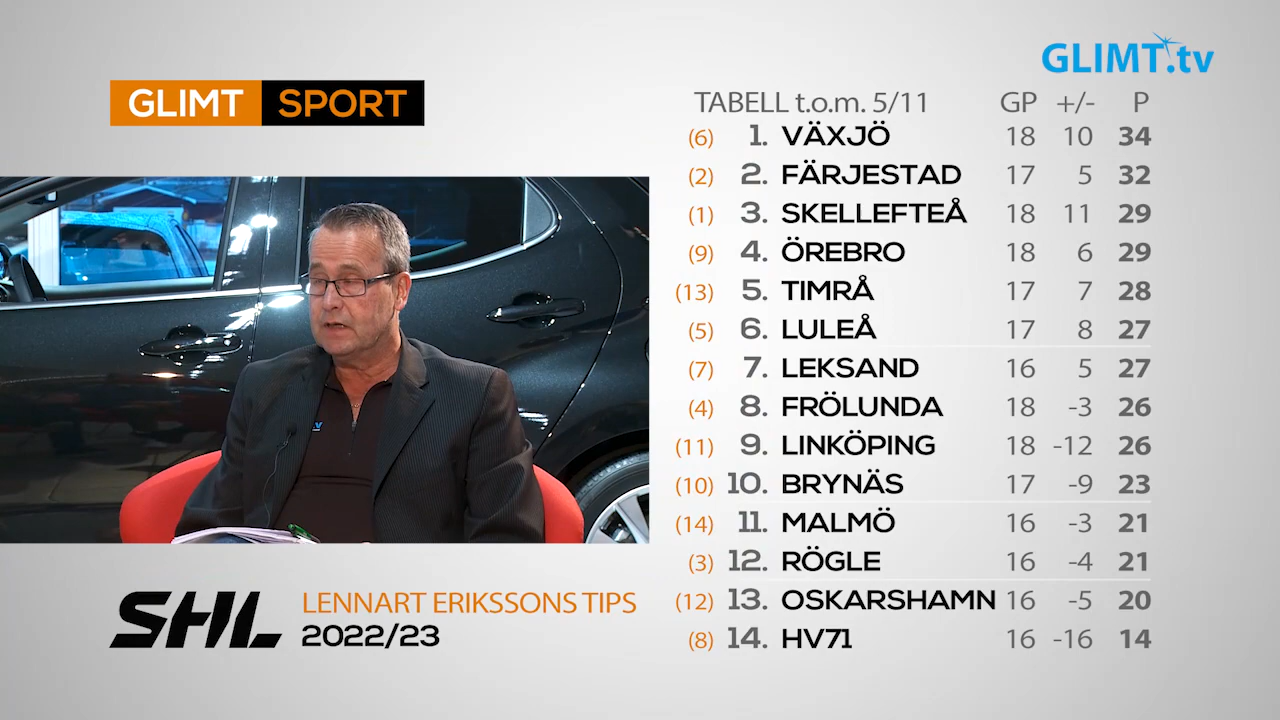 GLIMT.tv
GLIMT SPORT
TABELL t.o.m. 5/11 GP +/- P
(6) 1. VÄXJÖ 18 10 34
(2) 2. FÄRJESTAD 17 5 32
(1) 3. SKELLEFTEÅ 18 11 29
(9) 4. ÖREBRO 18 6 29
(13) 5. TIMRÅ 17 7 28
(5) 6. LULEÅ 17 8 27
(7) 7. LEKSAND 16 5 27
(4) 8. FRÖLUNDA 18 -3 26
(11) 9. LINKÖPING 18 -12 26
(10) 10. BRYNÄS 17 -9 23
(14) 11. MALMÖ 16 -3 21
(3) 12. RÖGLE 16 -4 21
(12) 13. OSKARSHAMN 16 -5 20
(8) 14. HV71 16 -16 14
SHL
LENNART ERIKSSONS TIPS
2022/23